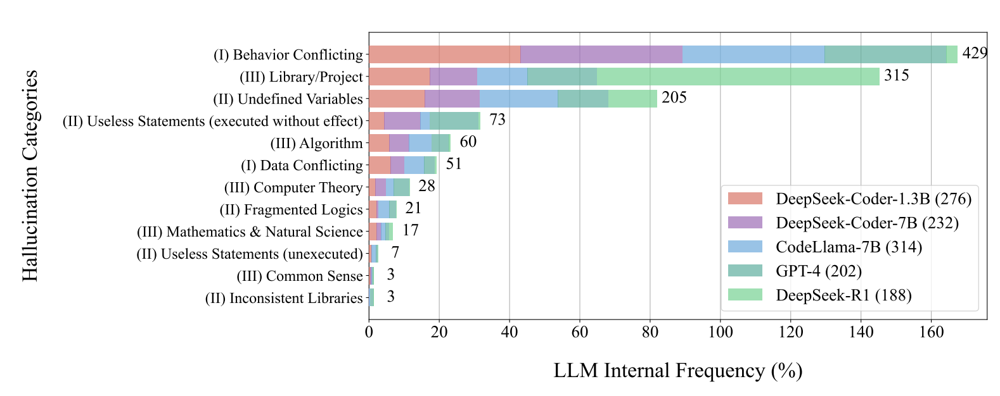 Hallucination Categories
(I) Behavior Conflicting 429
(III) Library/Project 315
(II) Undefined Variables 205
(II) Useless Statements (executed without effect) 73
(III) Algorithm 60
(I) Data Conflicting 51
(III) Computer Theory 28
(II) Fragmented Logics 21
(III) Mathematics & Natural Science 17
(II) Useless Statements (unexecuted) 7
(III) Common Sense 3
(II) Inconsistent Libraries 3
DeepSeek-Coder-1.3B (276)
DeepSeek-Coder-7B (232)
CodeLlama-7B (314)
GPT-4 (202)
DeepSeek-R1 (188)
0 20 40 60 80 100 120 140 160
LLM Internal Frequency (%)